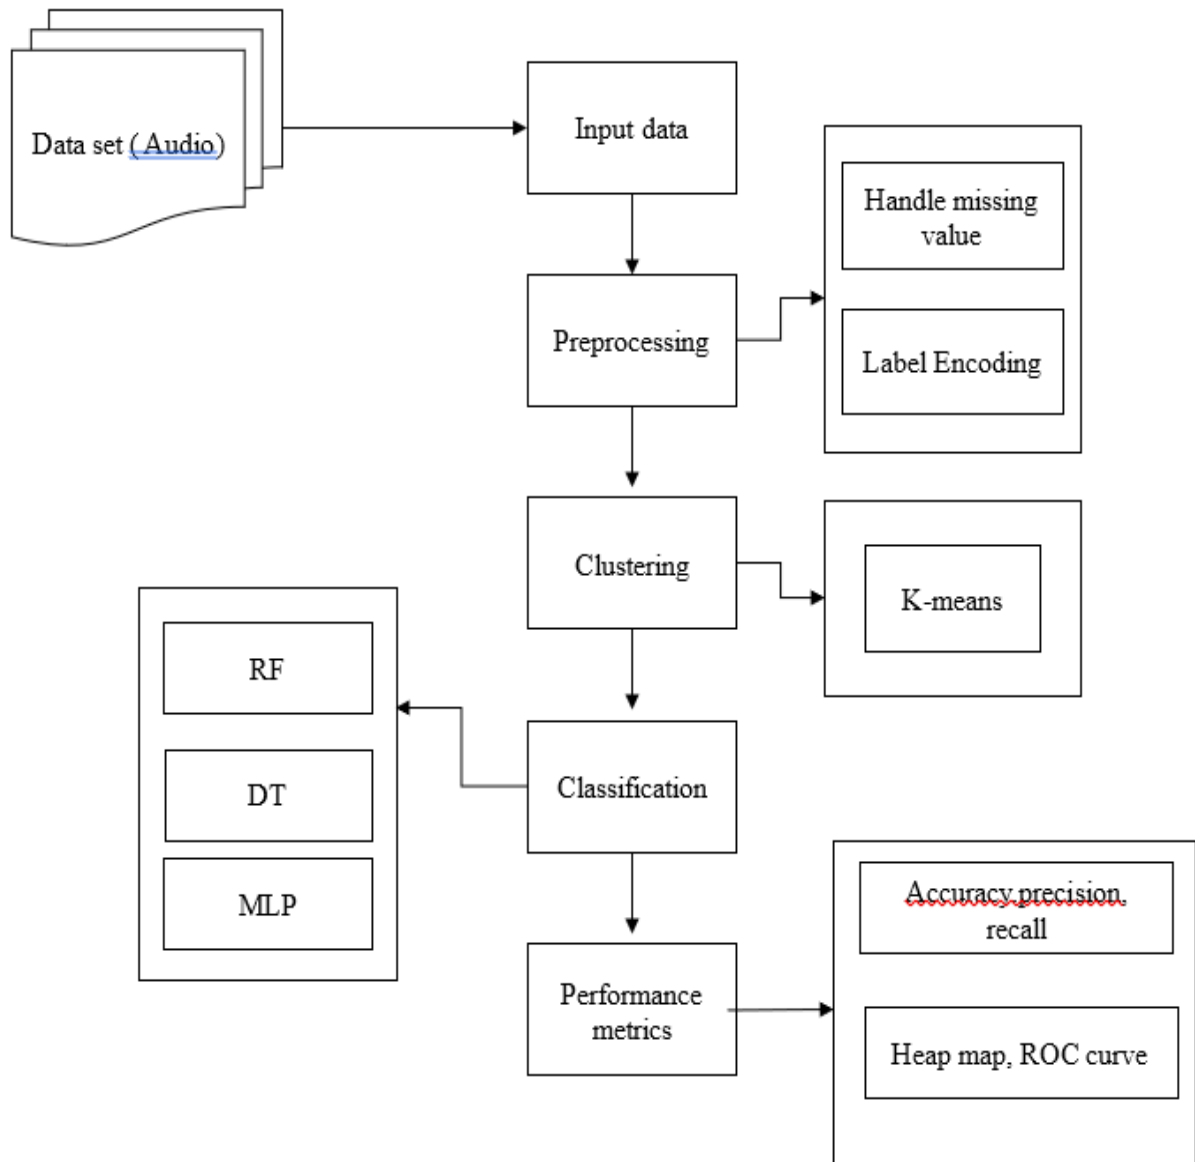 Data set ( Audio)
Input data
Handle missing
value
Preprocessing
Label Encoding
Clustering
K-means
RF
Classification
DT
MLP
Accuracy,precision,
recall
Performance
metrics
Heap map, ROC curve